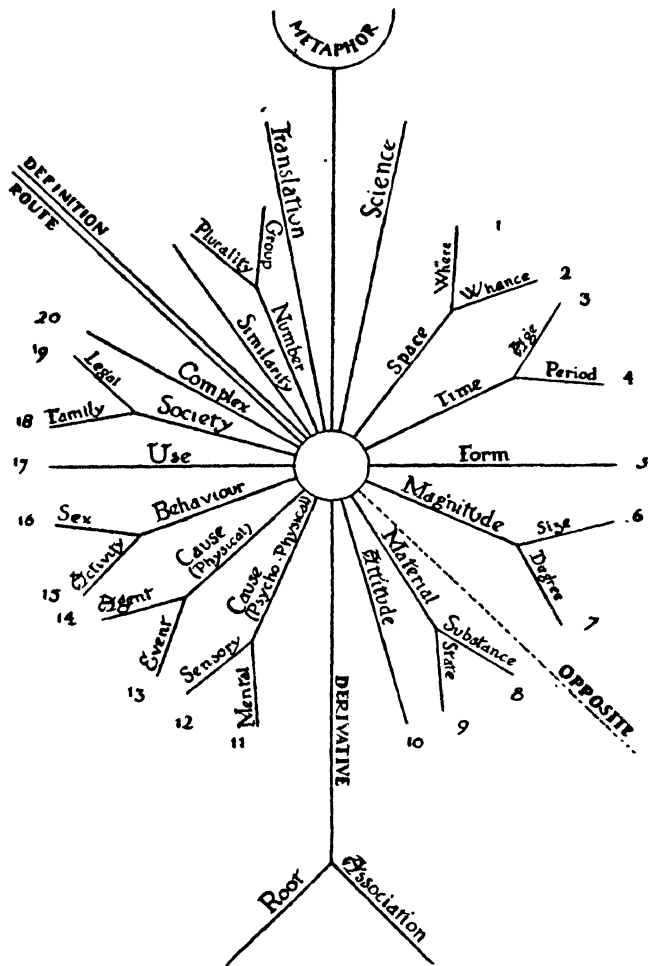 METAPHOR
Translation
Science
DEFINITION
ROUTE
Plurality
Group
Number
Similarity
Where
1
Whance
2
Space
3
Age
Time
Period
4
20
19
Legal
Complex
Society
18 Family
17
Use
Form
5
16
Sex
Behaviour
Magnitude
Size
6
Degree
7
15
Activity
14
Agent
Cause
(Physical)
Event
13
Cause
(Psycho.Physical)
Sensory
12
Mental
11
Attitude
10
Material
Substance
8
State
9
OPPOSITE
DERIVATIVE
Root
Association